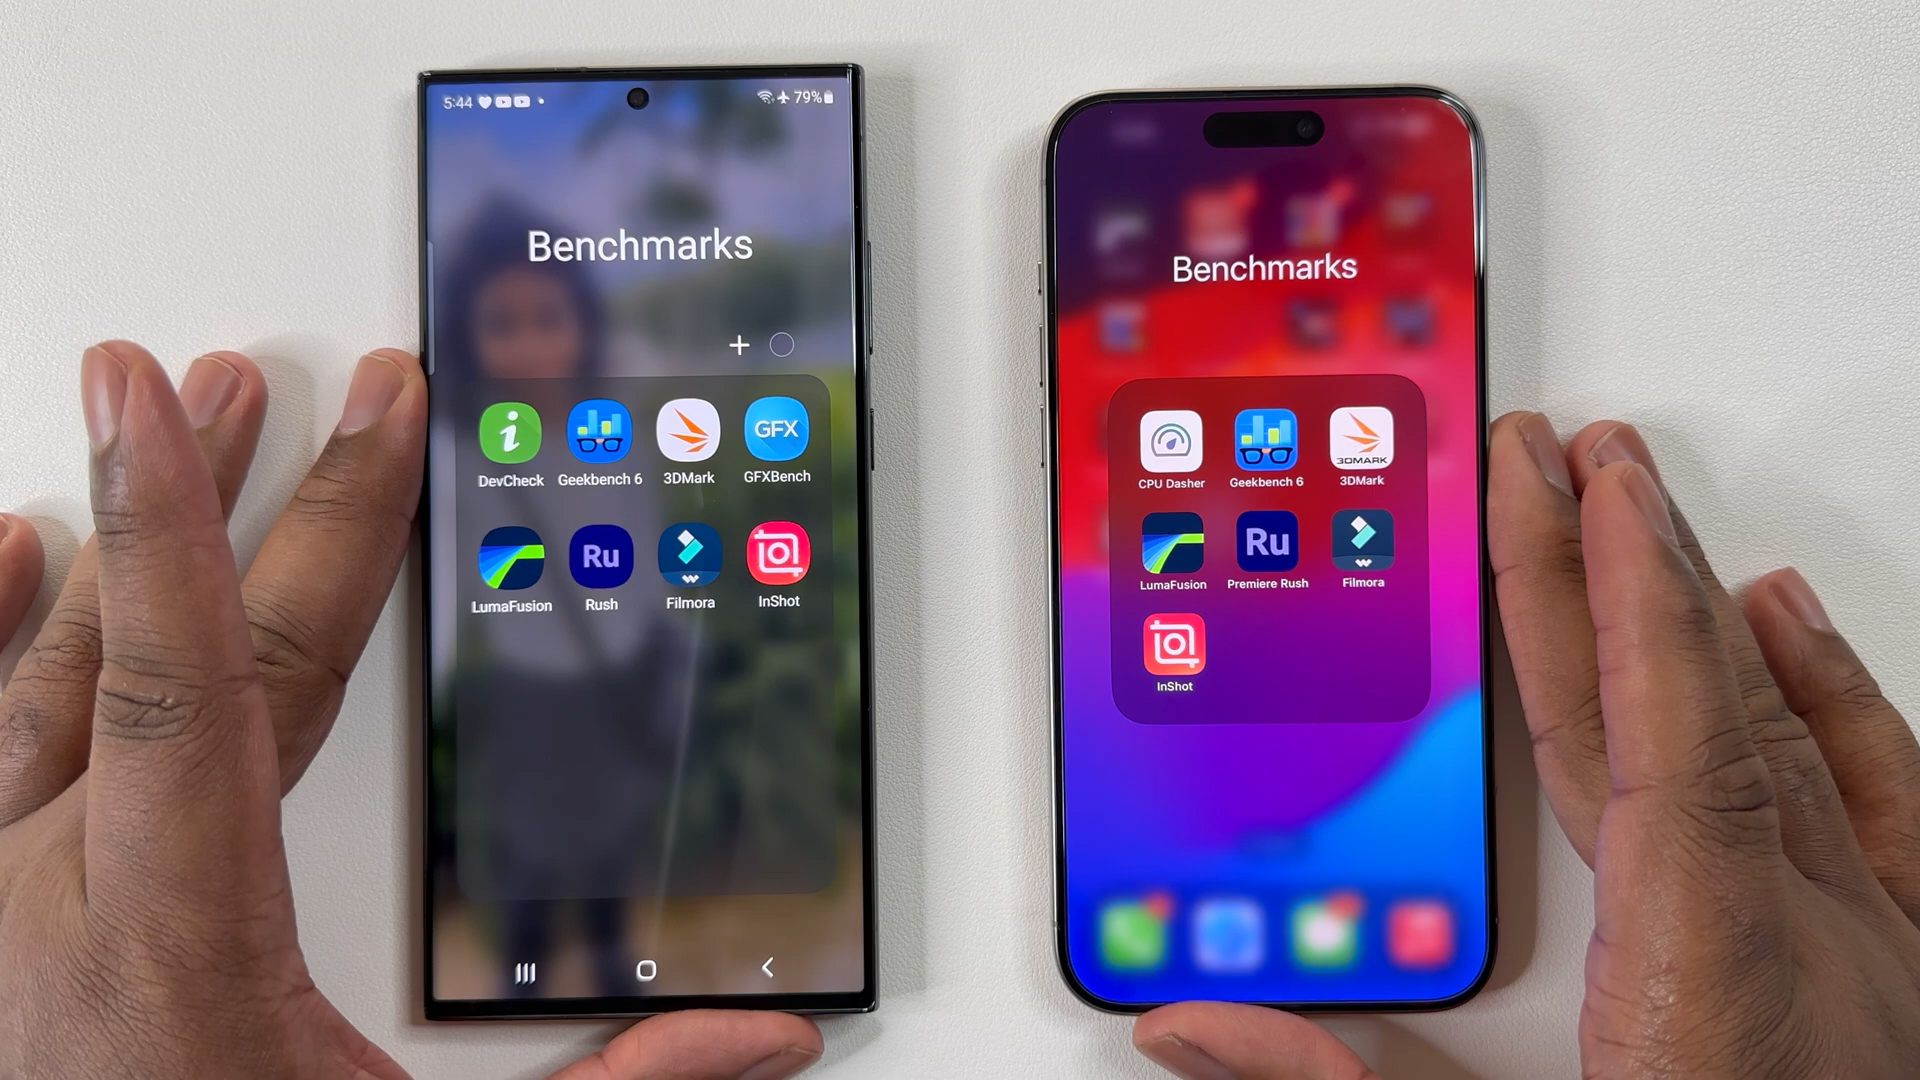 5:44
79%
Benchmarks
GFX
DevCheck
Geekbench 6
3DMark
GFXBench
Ru
LumaFusion
Rush
Filmora
InShot
Benchmarks
3DMARK
CPU Dasher
Geekbench 6
3DMark
Ru
LumaFusion
Premiere Rush
Filmora
InShot